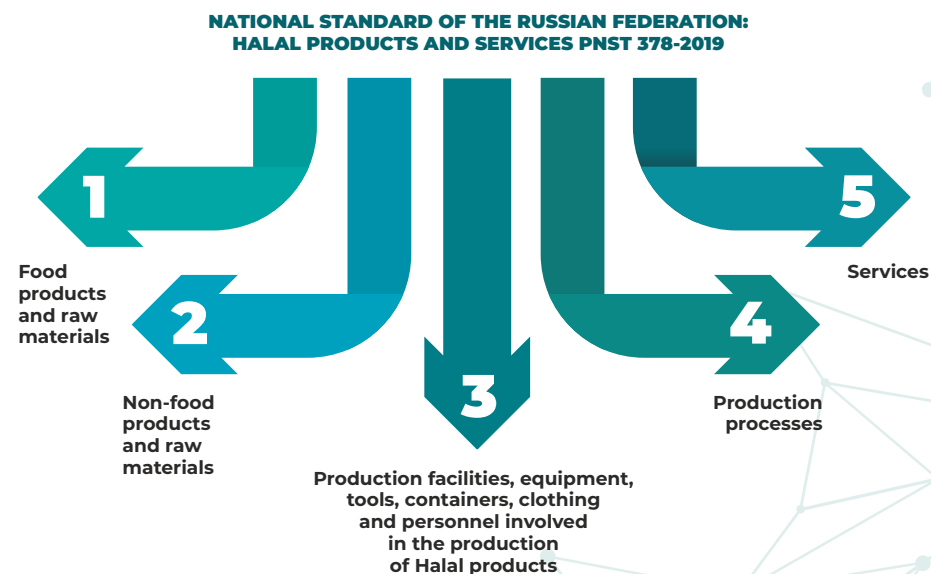 NATIONAL STANDARD OF THE RUSSIAN FEDERATION:
HALAL PRODUCTS AND SERVICES PNST 378-2019
1
Food
products
and raw
materials
2
Non-food
products
and raw
materials
3
Production facilities, equipment,
tools, containers, clothing
and personnel involved
in the production
of Halal products
4
Production
processes
5
Services